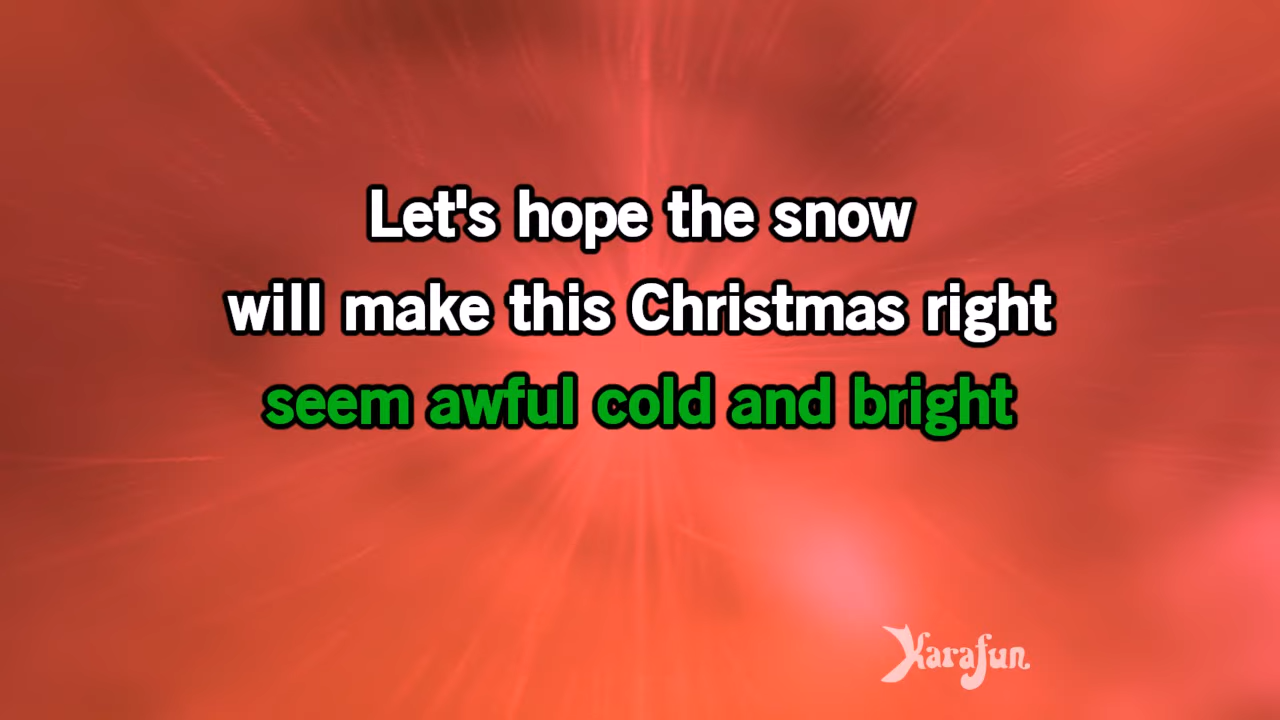 Let's hope the snow
will make this Christmas right
seem awful cold and bright
Karafun